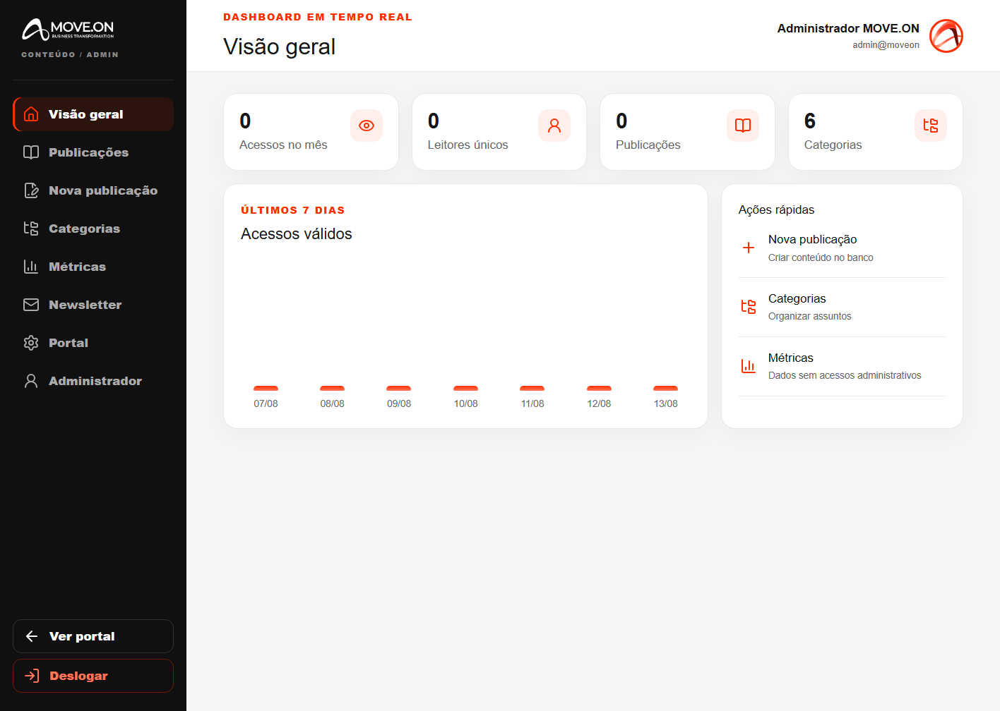 MOVE.ON
BUSINESS TRANSFORMATION
CONTEÚDO / ADMIN
Visão geral
Publicações
Nova publicação
Categorias
Métricas
Newsletter
Portal
Administrador
Ver portal
Deslogar
DASHBOARD EM TEMPO REAL
Visão geral
Administrador MOVE.ON
admin@moveon
0
Acessos no mês
0
Leitores únicos
0
Publicações
6
Categorias
ÚLTIMOS 7 DIAS
Acessos válidos
07/08 08/08 09/08 10/08 11/08 12/08 13/08
Ações rápidas
Nova publicação
Criar conteúdo no banco
Categorias
Organizar assuntos
Métricas
Dados sem acessos administrativos